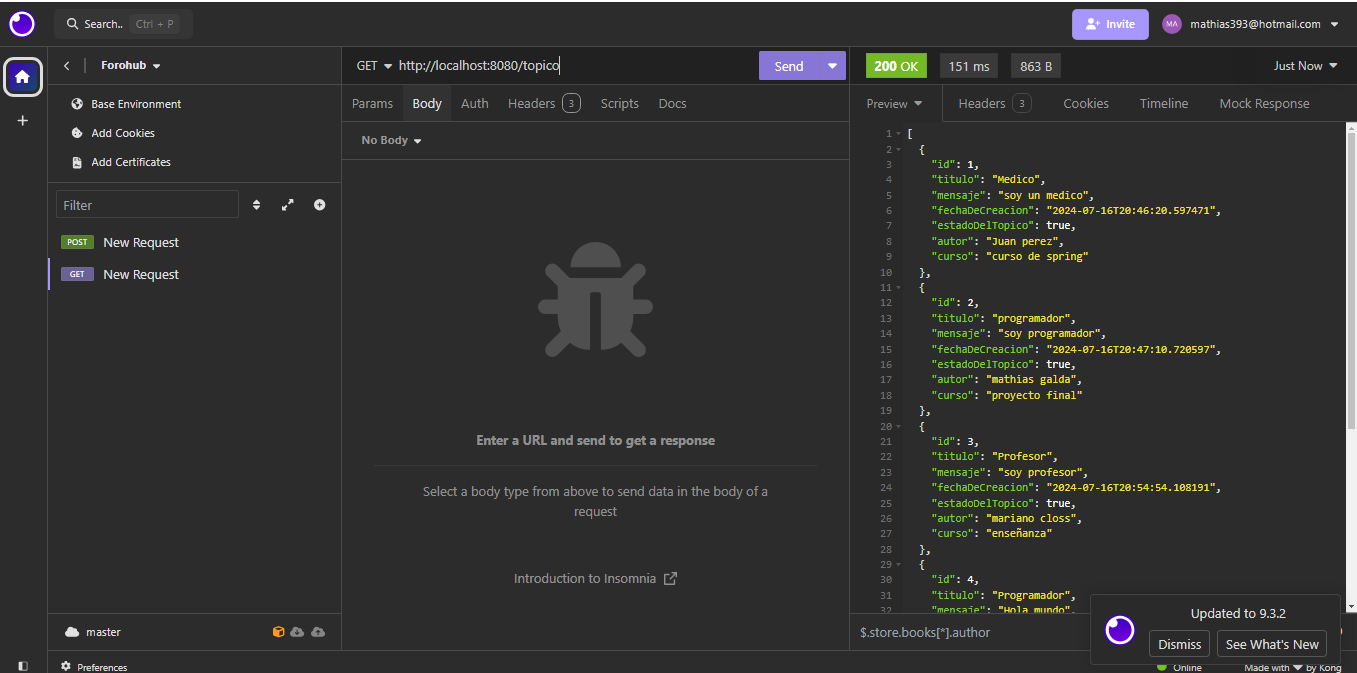 Search.. Ctrl + P
Invite
MA mathias393@hotmail.com
Forohub
Base Environment
Add Cookies
Add Certificates
Filter
POST New Request
GET New Request
master
Preferences
GET http://localhost:8080/topico Send
Params Body Auth Headers 3 Scripts Docs
No Body
Enter a URL and send to get a response
Select a body type from above to send data in the body of a
request
Introduction to Insomnia
200 OK 151 ms 863 B Just Now
Preview Headers 3 Cookies Timeline Mock Response
1 [
2 {
3 "id": 1,
4 "titulo": "Medico",
5 "mensaje": "soy un medico",
6 "fechaDeCreacion": "2024-07-16T20:46:20.597471",
7 "estadoDelTopico": true,
8 "autor": "Juan perez",
9 "curso": "curso de spring"
10 },
11 {
12 "id": 2,
13 "titulo": "programador",
14 "mensaje": "soy programador",
15 "fechaDeCreacion": "2024-07-16T20:47:10.720597",
16 "estadoDelTopico": true,
17 "autor": "mathias galda",
18 "curso": "proyecto final"
19 },
20 {
21 "id": 3,
22 "titulo": "Profesor",
23 "mensaje": "soy profesor",
24 "fechaDeCreacion": "2024-07-16T20:54:54.108191",
25 "estadoDelTopico": true,
26 "autor": "mariano closs",
27 "curso": "enseñanza"
28 },
29 {
30 "id": 4,
31 "titulo": "Programador",
32 "mensaje": "Hola mundo",
$.store.books[*].author
Updated to 9.3.2
Dismiss See What's New
Online Made with by Kong